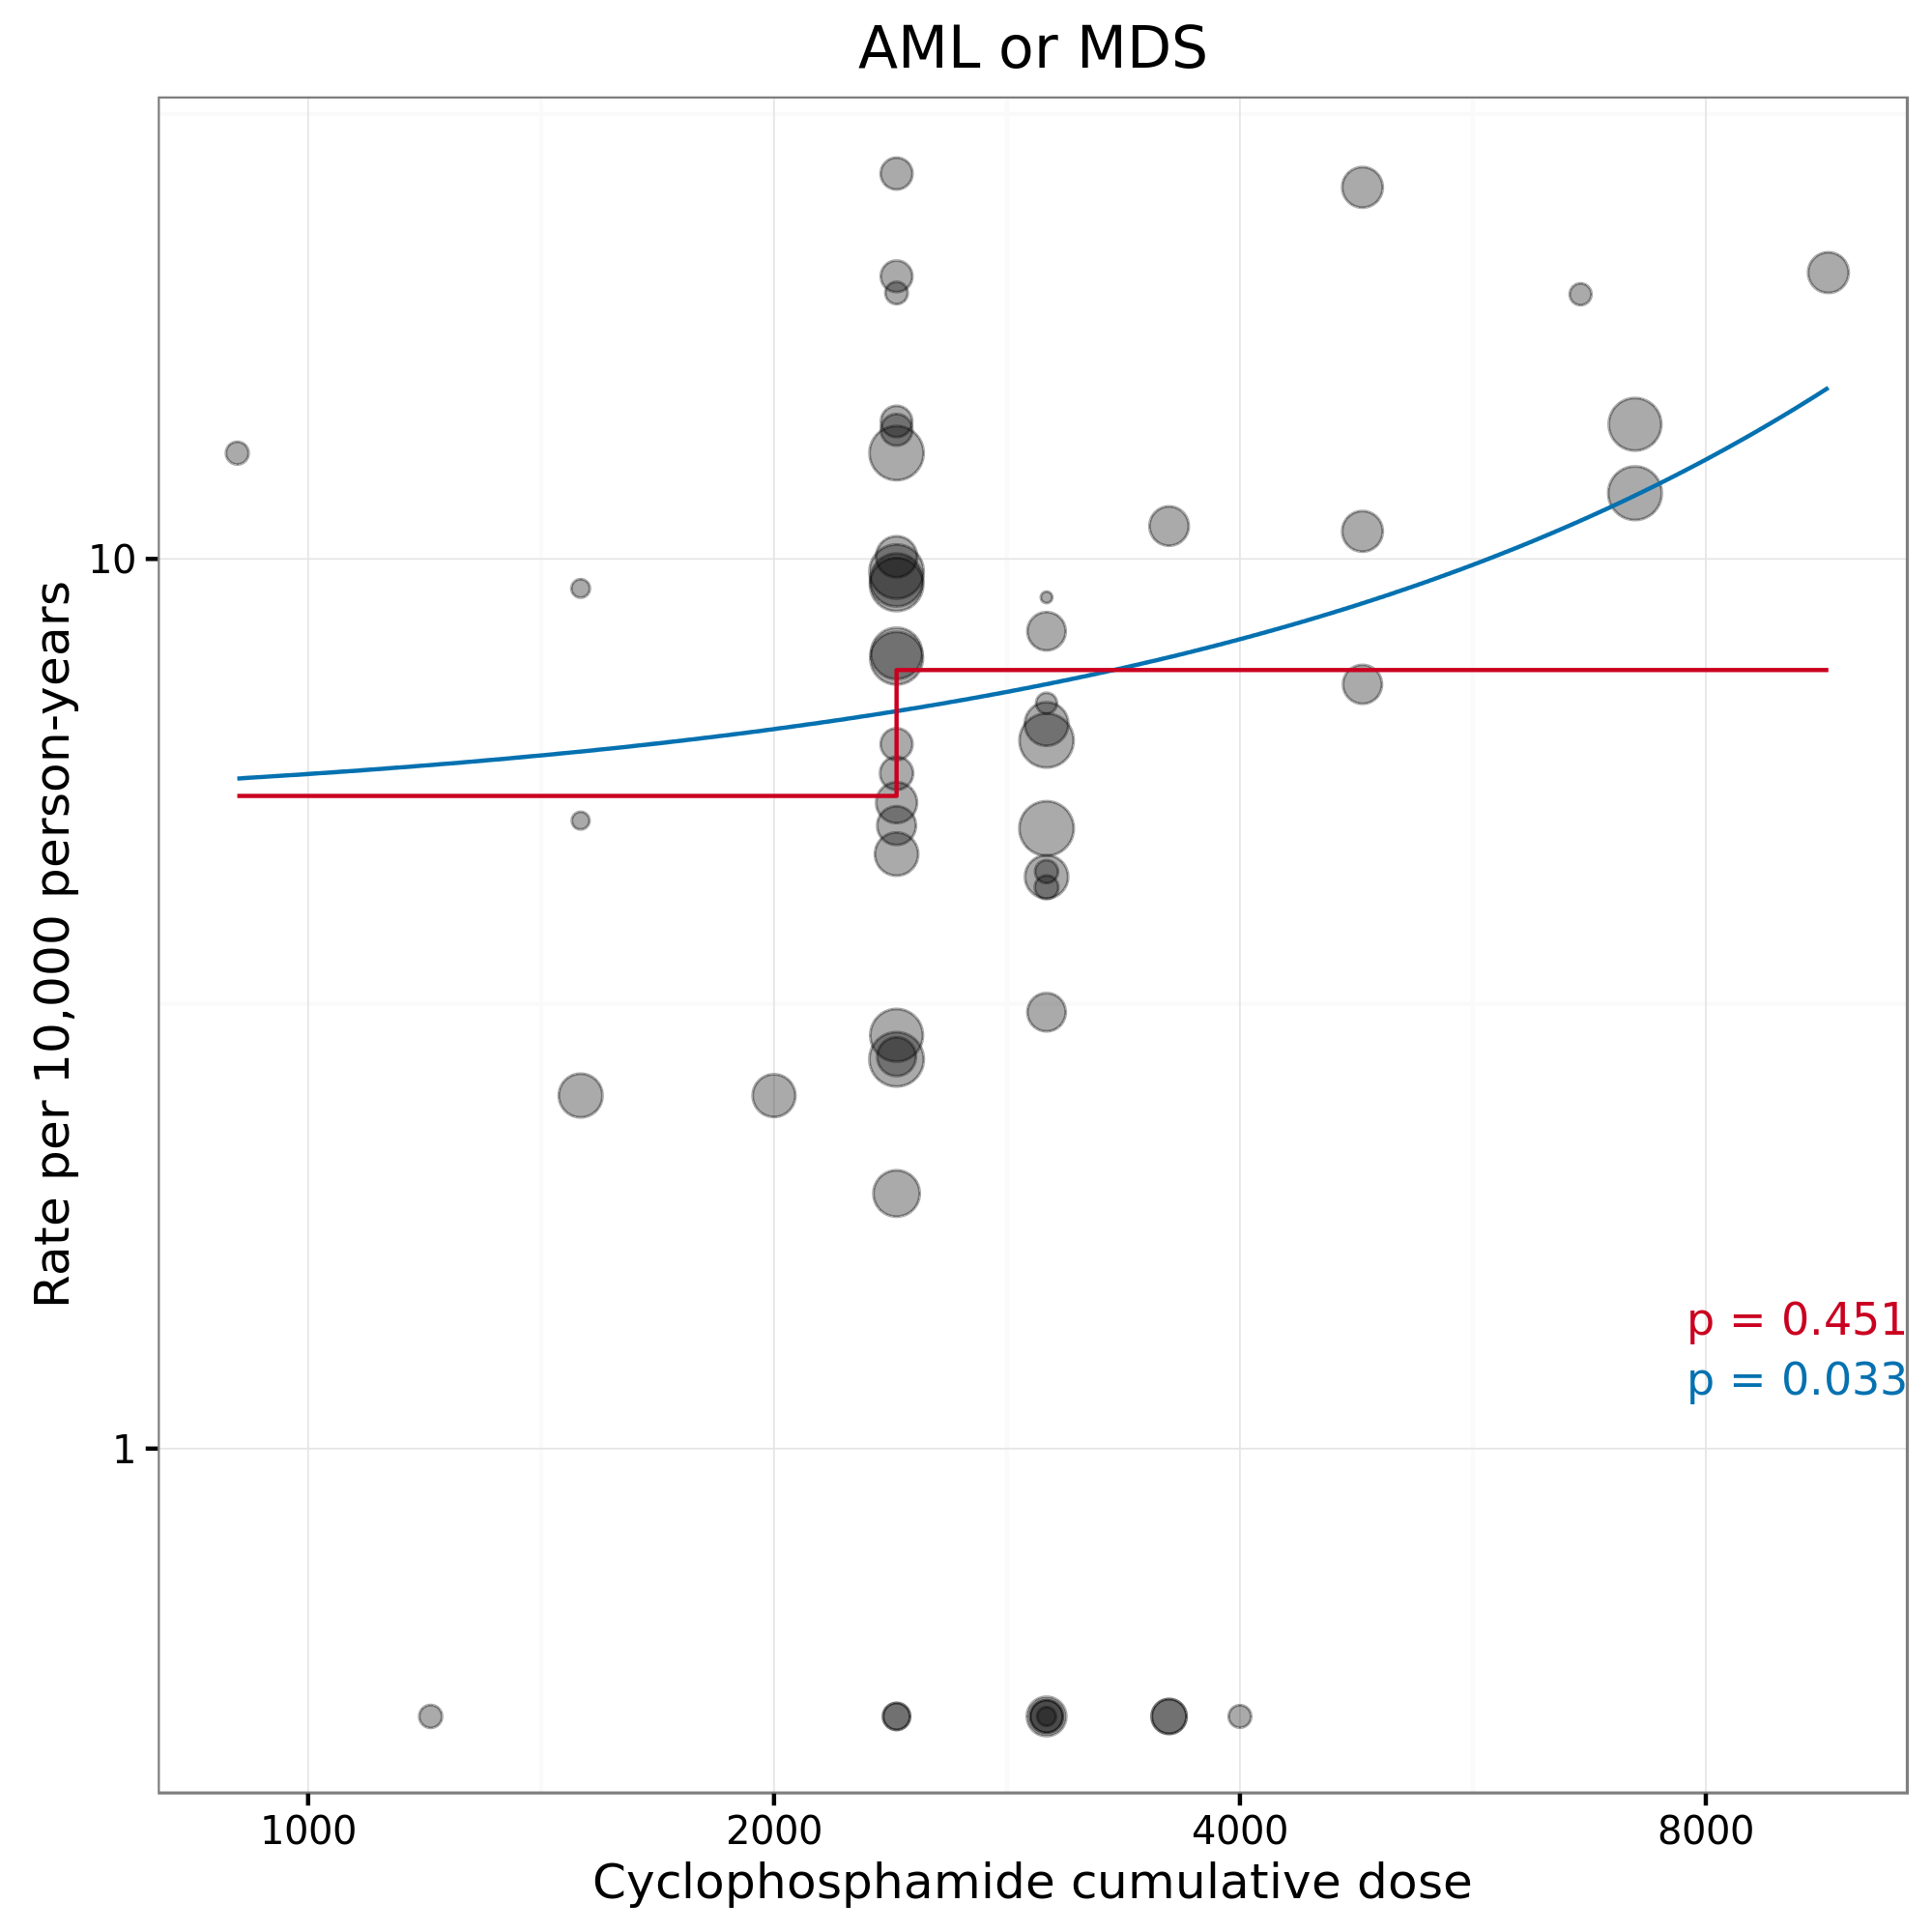 AML or MDS
Rate per 10,000 person-years
10
1
p = 0.451
p = 0.033
1000 2000 4000 8000
Cyclophosphamide cumulative dose